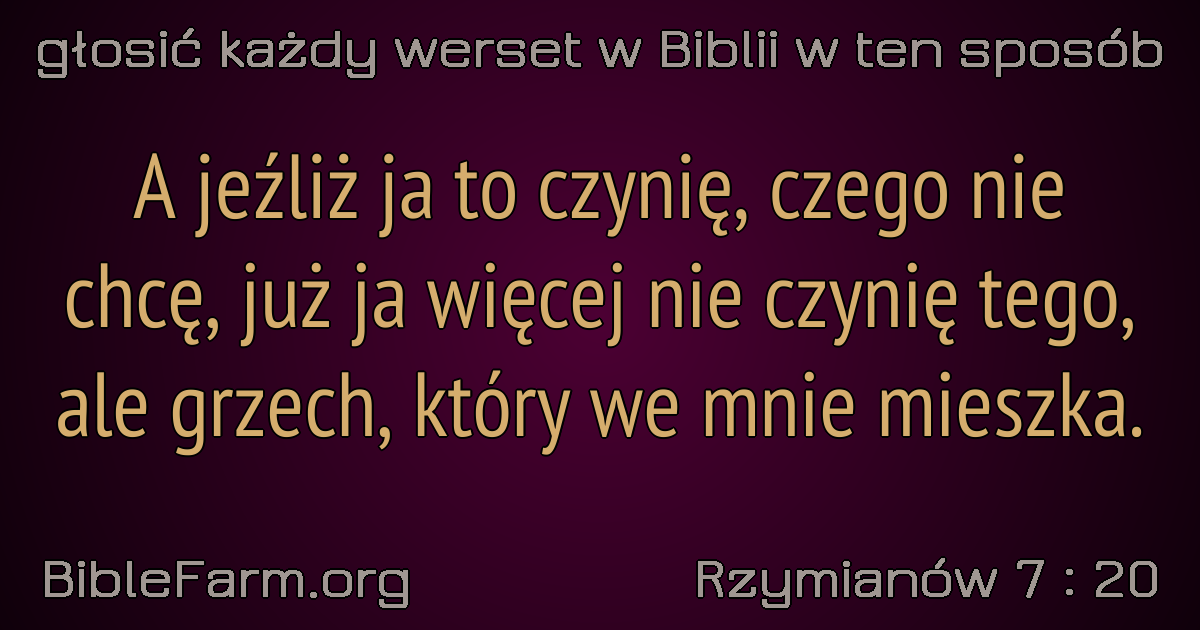 głosić każdy werset w Biblii w ten sposób
A jeźliż ja to czynię, czego nie
chcę, już ja więcej nie czynię tego,
ale grzech, który we mnie mieszka.
BibleFarm.org
Rzymianów 7 : 20